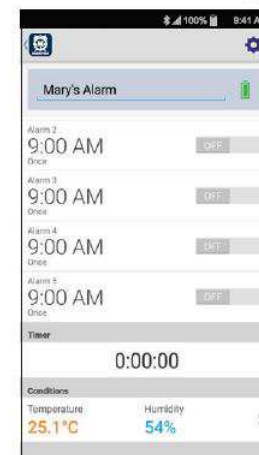 100% 9:41 A
Mary's Alarm
Alarm 2
9:00 AM
OFF
Once
Alarm 3
9:00 AM
OFF
Once
Alarm 4
9:00 AM
OFF
Once
Alarm 5
9:00 AM
OFF
Once
Timer
0:00:00
Conditions
Temperature Humidity
25.1°C 54%